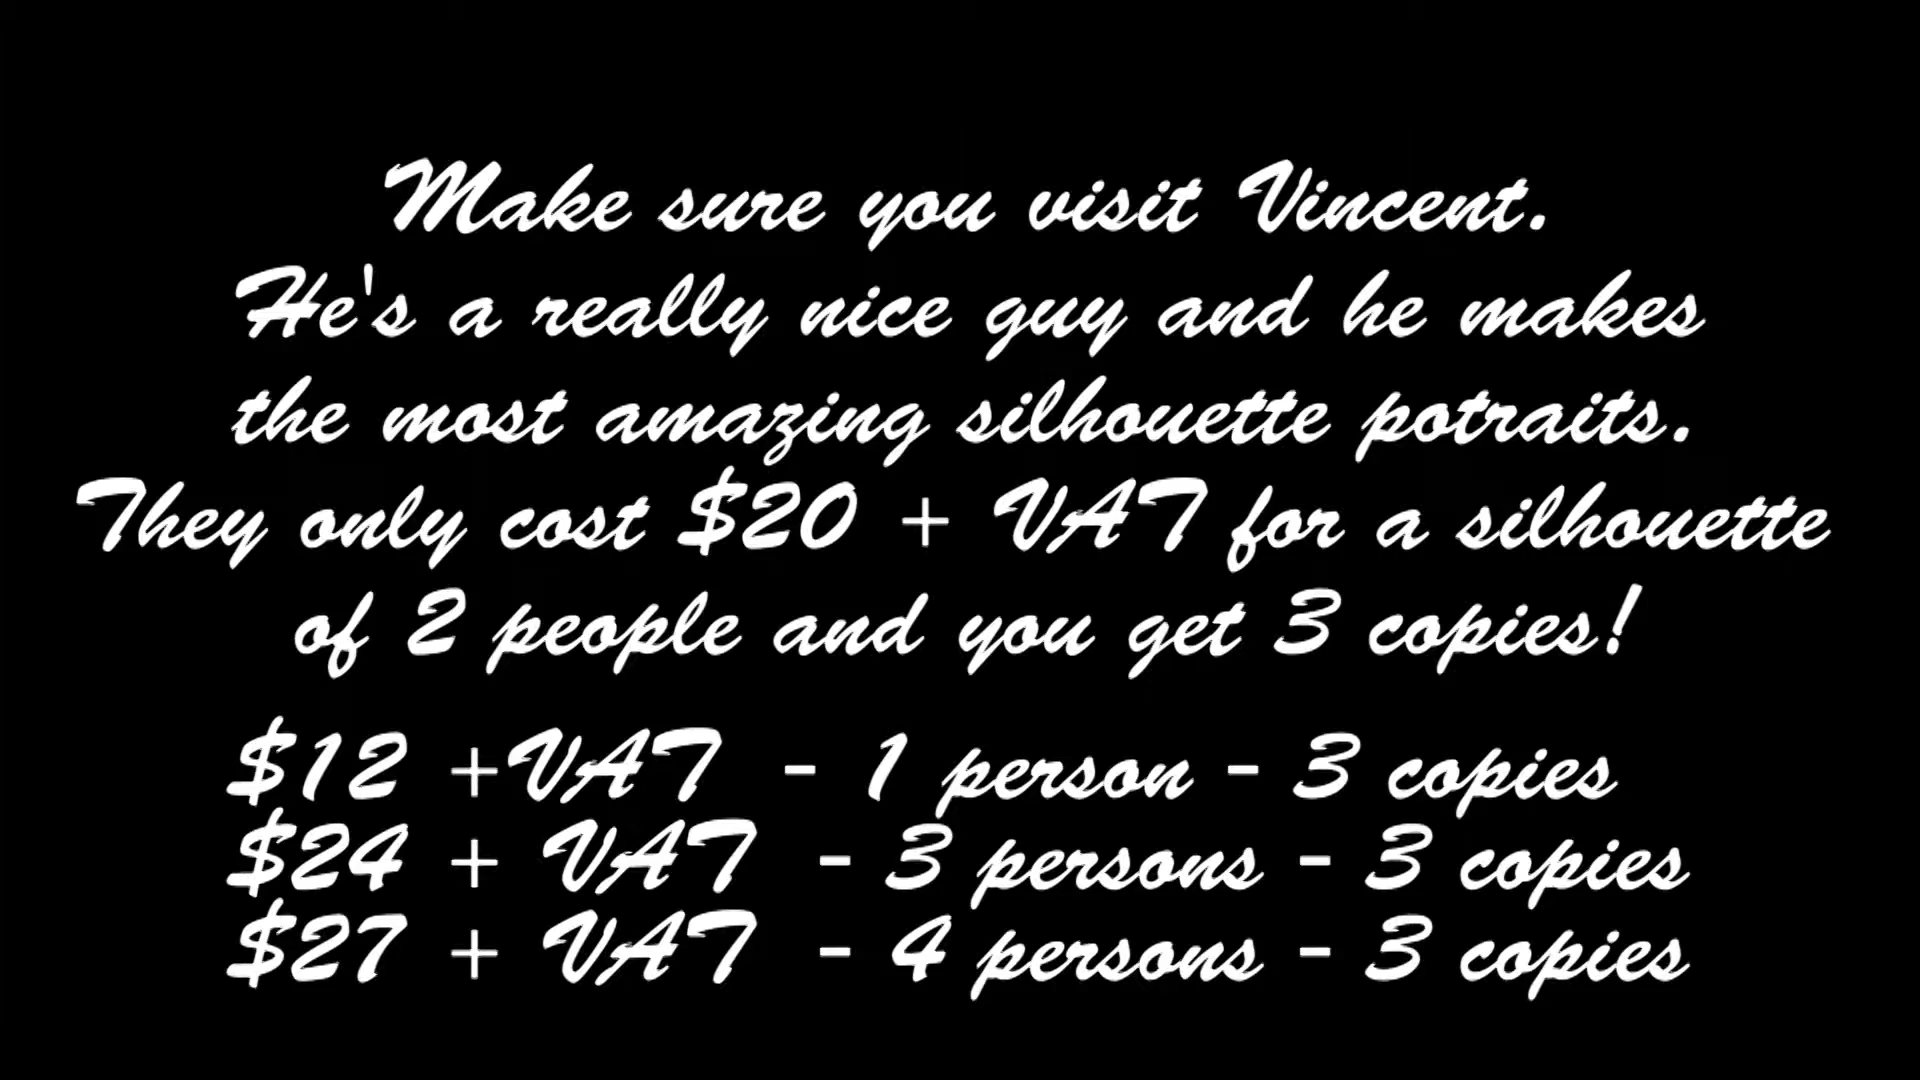 Make sure you visit Vincent.
He's a really nice guy and he makes
the most amazing silhouette potraits.
They only cost $20 + VAT for a silhouette
of 2 people and you get 3 copies!
$12 +VAT - 1 person - 3 copies
$24 + VAT - 3 persons - 3 copies
$27 + VAT - 4 persons - 3 copies